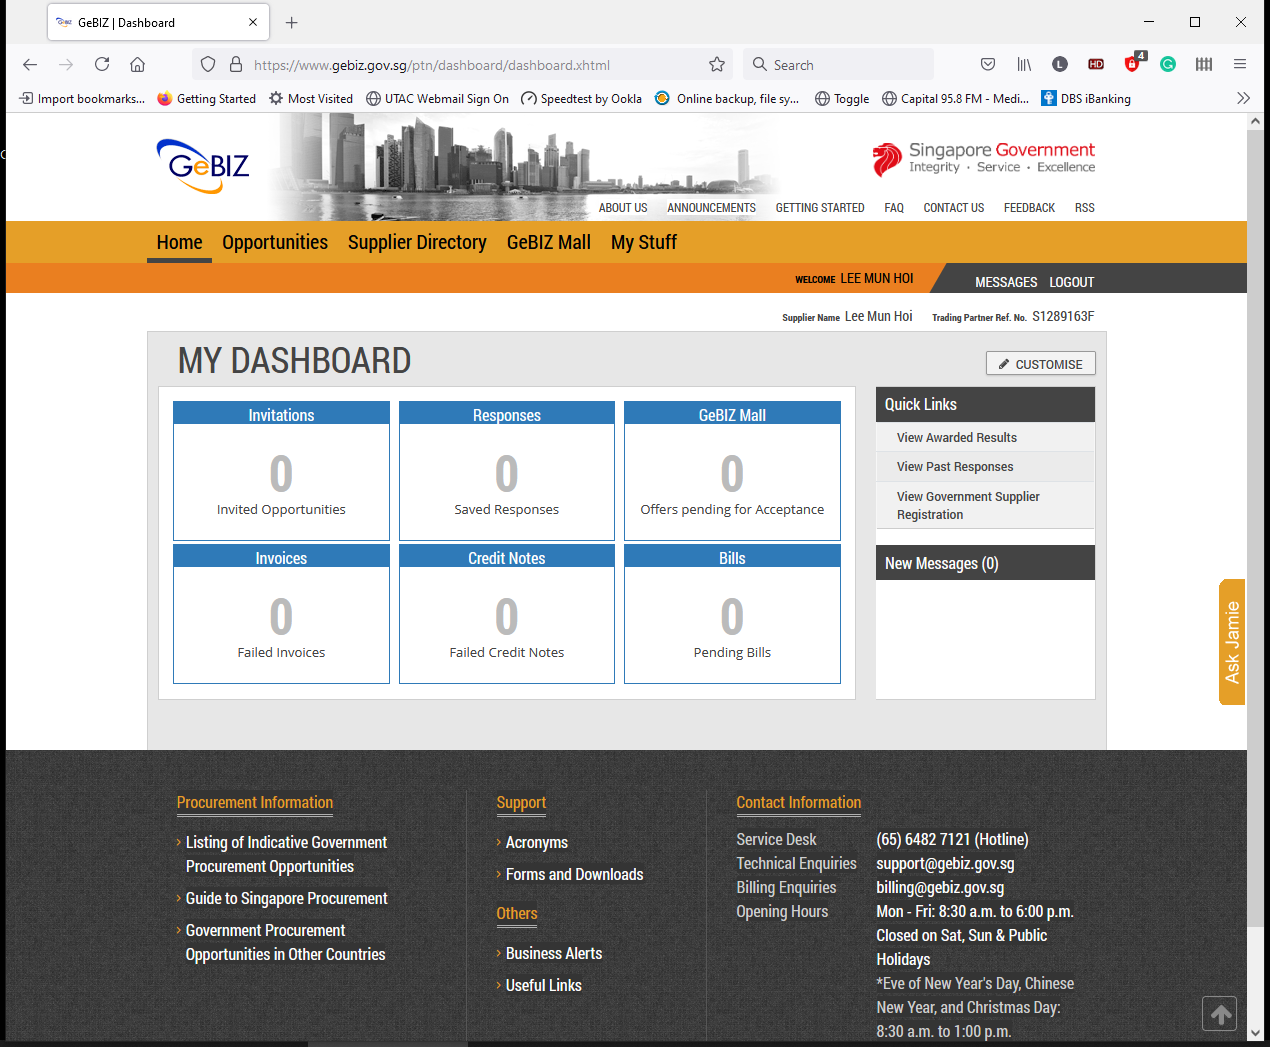 GeBIZ | Dashboard
https://www.gebiz.gov.sg/ptn/dashboard/dashboard.xhtml
Search
L
HD
4
Import bookmarks...
Getting Started
Most Visited
UTAC Webmail Sign On
Speedtest by Ookla
Online backup, file sy...
Toggle
Capital 95.8 FM - Medi...
DBS iBanking
GeBIZ
Singapore Government
Integrity · Service · Excellence
ABOUT US
ANNOUNCEMENTS
GETTING STARTED
FAQ
CONTACT US
FEEDBACK
RSS
Home
Opportunities
Supplier Directory
GeBIZ Mall
My Stuff
WELCOME LEE MUN HOI
MESSAGES
LOGOUT
Supplier Name Lee Mun Hoi
Trading Partner Ref. No. S1289163F
MY DASHBOARD
CUSTOMISE
Invitations
0
Invited Opportunities
Responses
0
Saved Responses
GeBIZ Mall
0
Offers pending for Acceptance
Invoices
0
Failed Invoices
Credit Notes
0
Failed Credit Notes
Bills
0
Pending Bills
Quick Links
View Awarded Results
View Past Responses
View Government Supplier
Registration
New Messages (0)
Ask Jamie
Procurement Information
Listing of Indicative Government
Procurement Opportunities
Guide to Singapore Procurement
Government Procurement
Opportunities in Other Countries
Support
Acronyms
Forms and Downloads
Others
Business Alerts
Useful Links
Contact Information
Service Desk (65) 6482 7121 (Hotline)
Technical Enquiries support@gebiz.gov.sg
Billing Enquiries billing@gebiz.gov.sg
Opening Hours Mon - Fri: 8:30 a.m. to 6:00 p.m.
Closed on Sat, Sun & Public
Holidays
*Eve of New Year's Day, Chinese
New Year, and Christmas Day:
8:30 a.m. to 1:00 p.m.